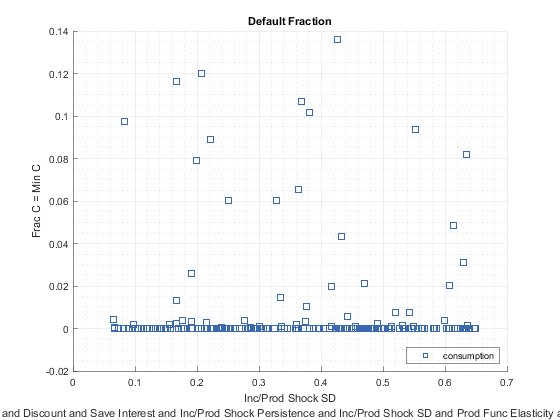 Default Fraction
0.14
0.12
0.1
0.08
0.06
0.04
0.02
0
-0.02
Frac C = Min C
consumption
0 0.1 0.2 0.3 0.4 0.5 0.6 0.7
Inc/Prod Shock SD
and Discount and Save Interest and Inc/Prod Shock Persistence and Inc/Prod Shock SD and Prod Func Elasticity a